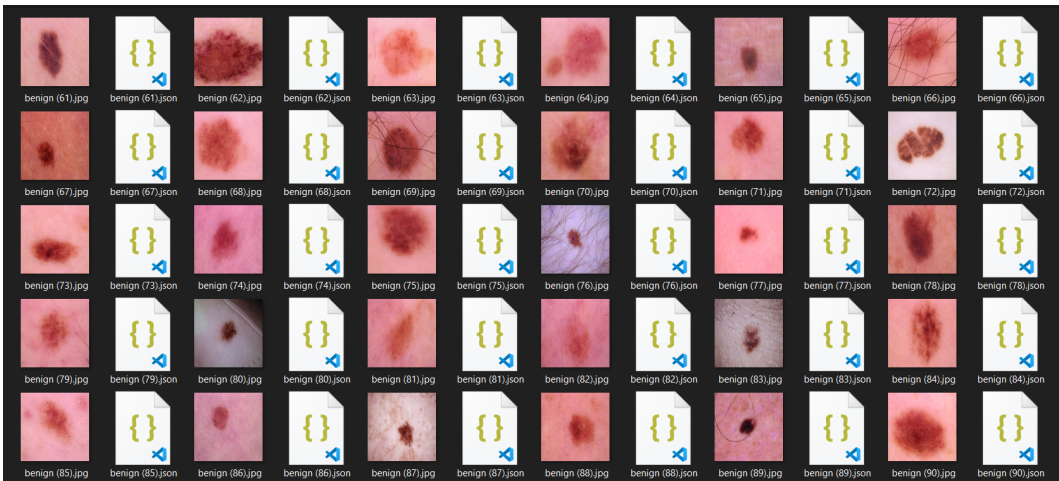 benign (61).jpg benign (61).json benign (62).jpg benign (62).json benign (63).jpg benign (63).json benign (64).jpg benign (64).json benign (65).jpg benign (65).json benign (66).jpg benign (66).json
benign (67).jpg benign (67).json benign (68).jpg benign (68).json benign (69).jpg benign (69).json benign (70).jpg benign (70).json benign (71).jpg benign (71).json benign (72).jpg benign (72).json
benign (73).jpg benign (73).json benign (74).jpg benign (74).json benign (75).jpg benign (75).json benign (76).jpg benign (76).json benign (77).jpg benign (77).json benign (78).jpg benign (78).json
benign (79).jpg benign (79).json benign (80).jpg benign (80).json benign (81).jpg benign (81).json benign (82).jpg benign (82).json benign (83).jpg benign (83).json benign (84).jpg benign (84).json
benign (85).jpg benign (85).json benign (86).jpg benign (86).json benign (87).jpg benign (87).json benign (88).jpg benign (88).json benign (89).jpg benign (89).json benign (90).jpg benign (90).json